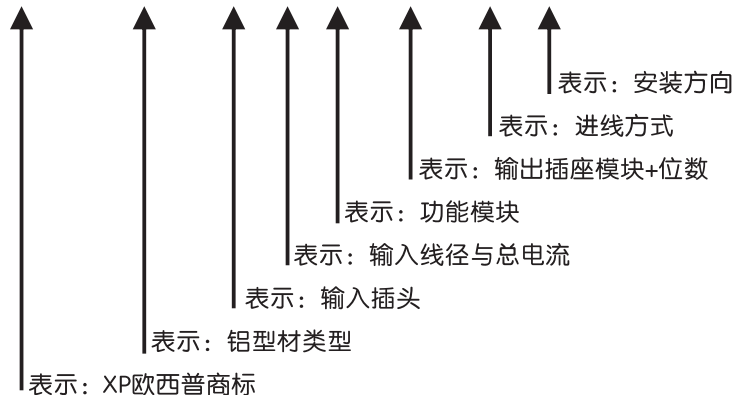 表示：安装方向
表示：进线方式
表示：输出插座模块+位数
表示：功能模块
表示：输入线径与总电流
表示：输入插头
表示：铝型材类型
表示：XP欧西普商标